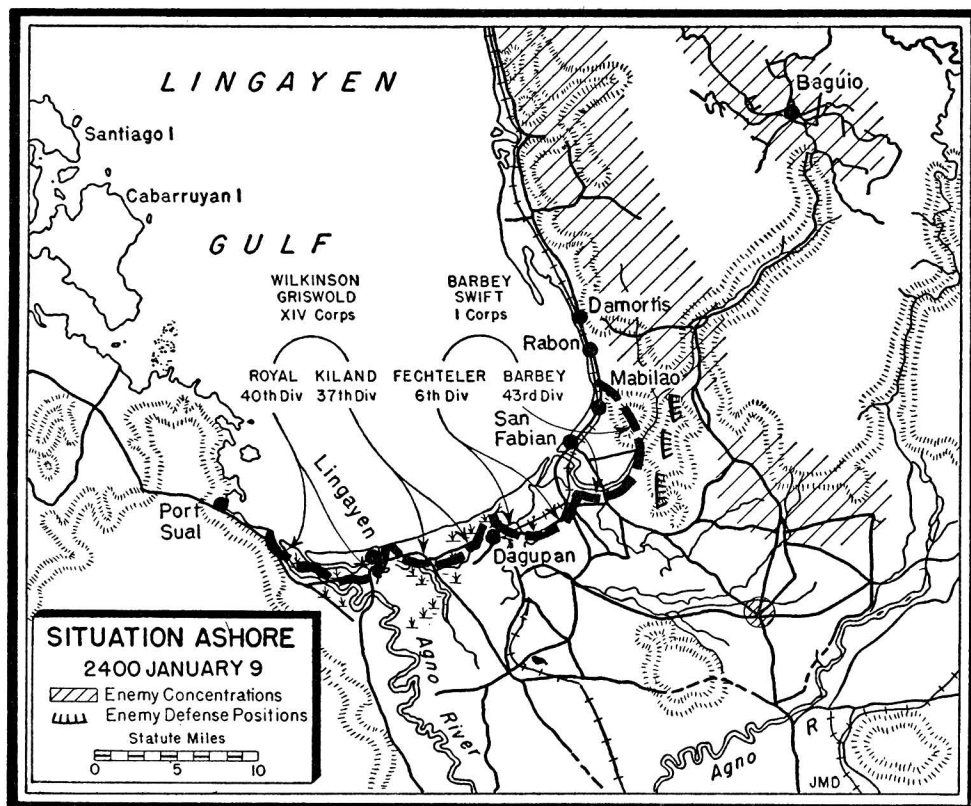 LINGAYEN
GULF
Santiago I
Cabarruyan I
Bagúio
WILKINSON
GRISWOLD
XIV Corps
BARBEY
SWIFT
I Corps
ROYAL
40th Div
KILAND
37th Div
FECHTELER
6th Div
BARBEY
43rd Div
Damortis
Rabon
Mabilao
San
Fabian
Lingayen
Port
Sual
Dagupan
Agno
River
Agno
R
SITUATION ASHORE
2400 JANUARY 9
Enemy Concentrations
Enemy Defense Positions
Statute Miles
0 5 10
JMD